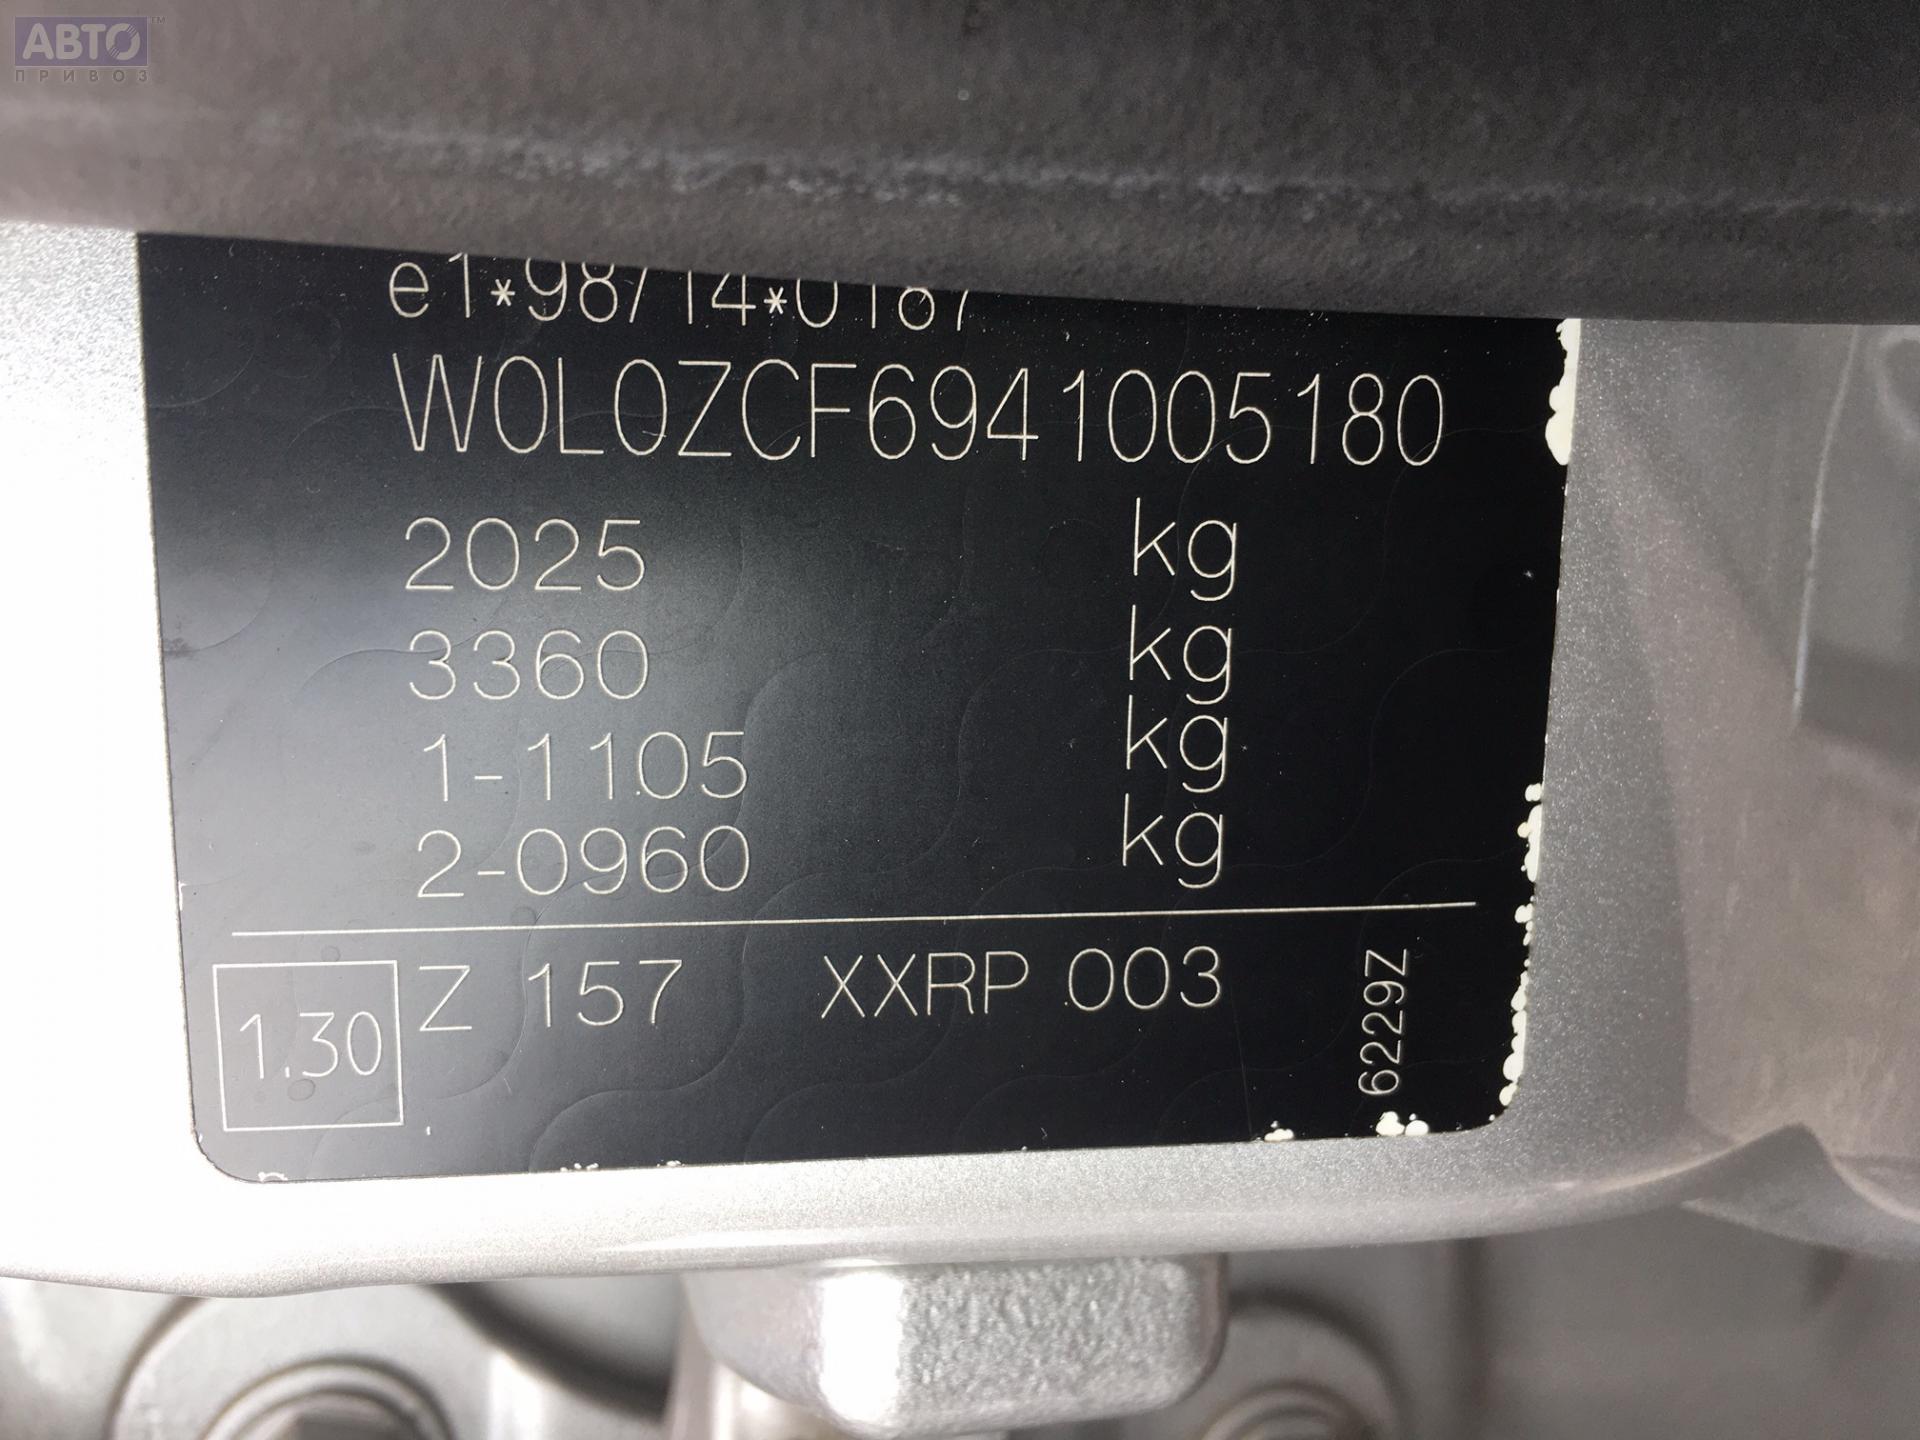 АВТО™
ПРИВОЗ
e1*98/14*0187
W0L0ZCF6941005180
2025 kg
3360 kg
1-1105 kg
2-0960 kg
1.30 Z 157 XXRP 003
6229Z